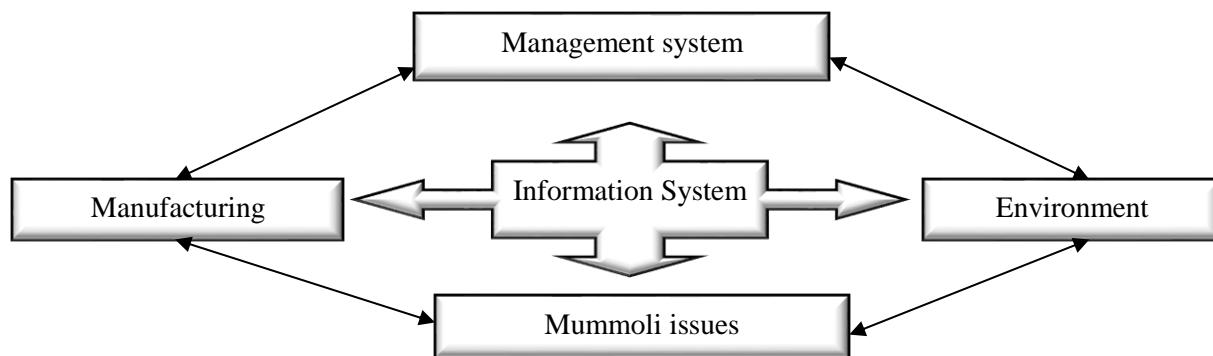 Management system
Manufacturing
Information System
Environment
Mummoli issues